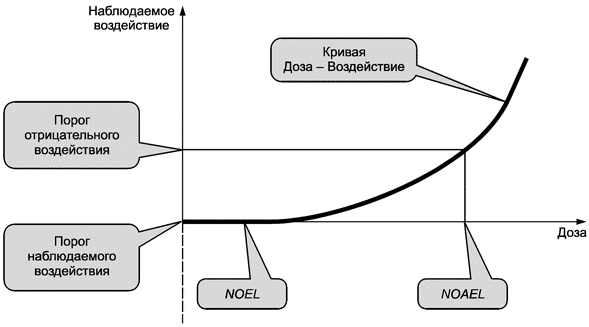 Наблюдаемое
воздействие
Кривая
Доза – Воздействие
Порог
отрицательного
воздействия
Порог
наблюдаемого
воздействия
Доза
NOEL
NOAEL